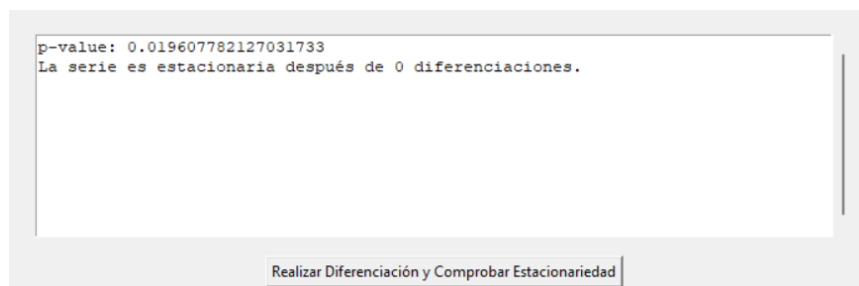 p-value: 0.019607782127031733
La serie es estacionaria después de 0 diferenciaciones.
Realizar Diferenciación y Comprobar Estacionariedad